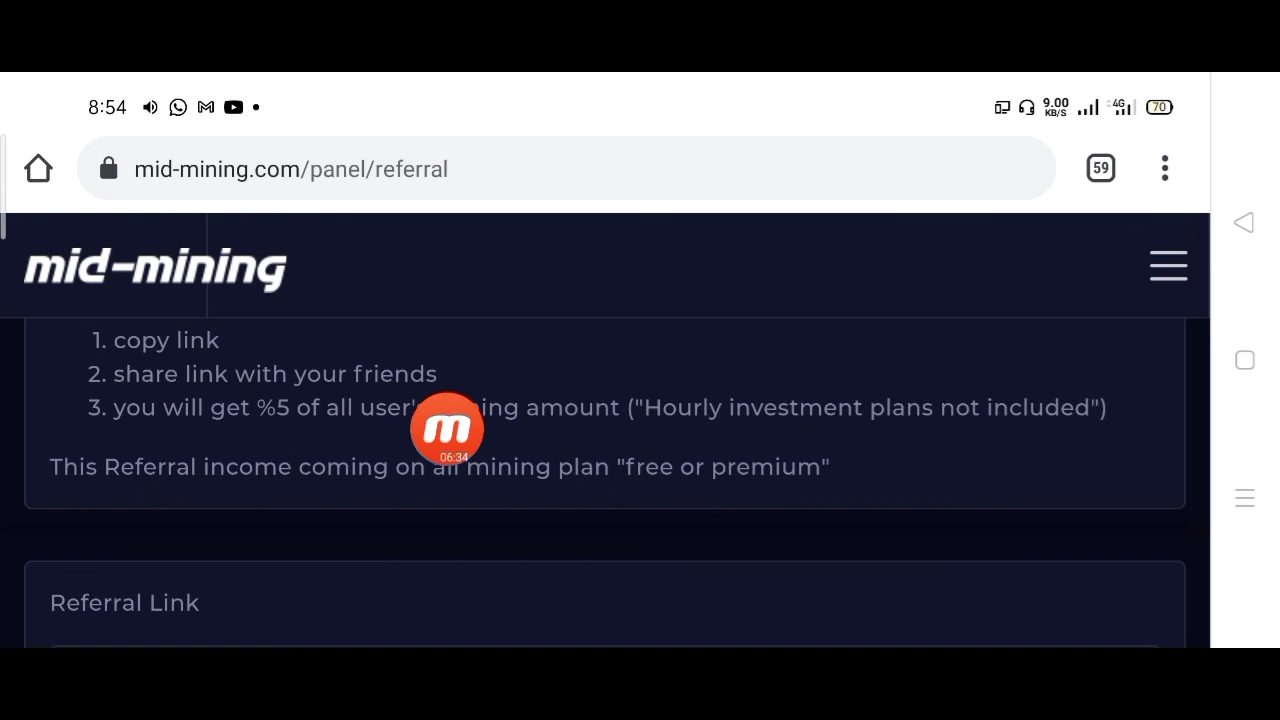 8:54
9.00
KB/S
4G
70
mid-mining.com/panel/referral
59
mid-mining
1. copy link
2. share link with your friends
3. you will get %5 of all user's amount ("Hourly investment plans not included")
m
06:34
This Referral income coming on all mining plan "free or premium"
Referral Link